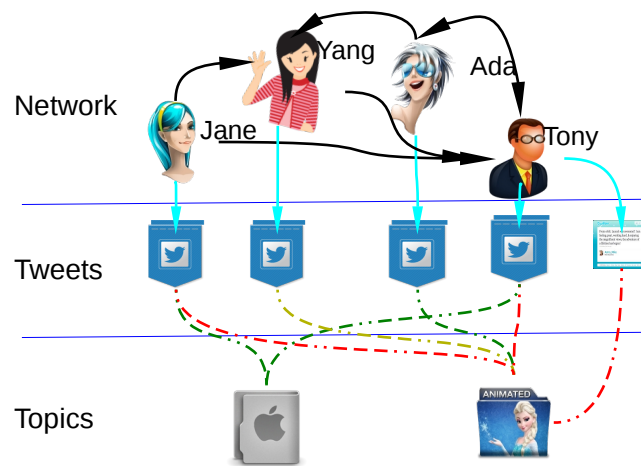 Yang
Ada
Network
Jane
Tony
Tweets
Topics
ANIMATED